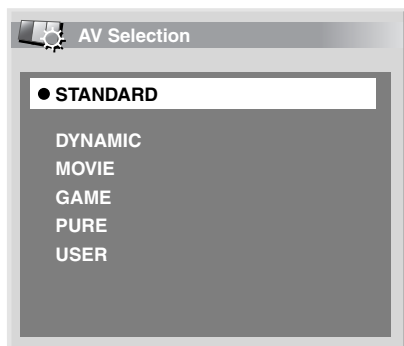 AV Selection
● STANDARD
DYNAMIC
MOVIE
GAME
PURE
USER